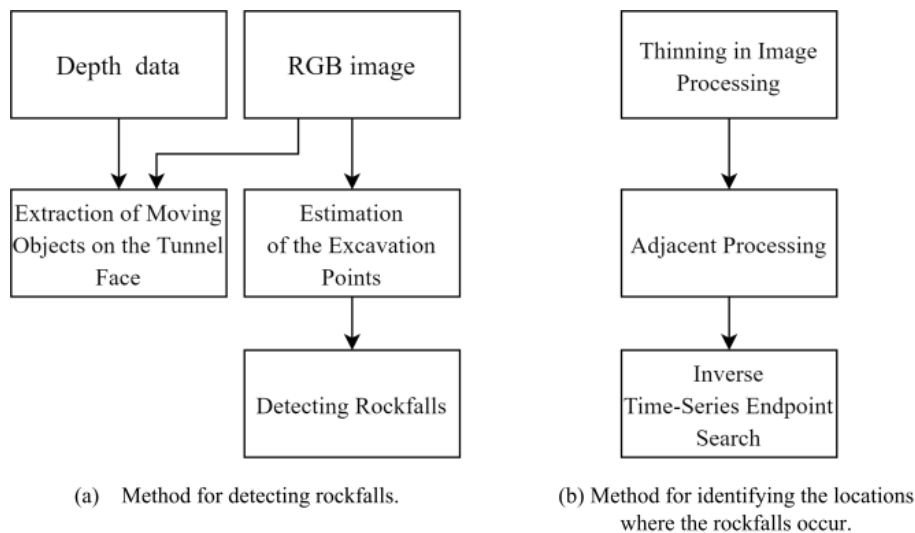 Depth data
RGB image
Extraction of Moving
Objects on the Tunnel
Face
Estimation
of the Excavation
Points
Detecting Rockfalls
(a) Method for detecting rockfalls.
Thinning in Image
Processing
Adjacent Processing
Inverse
Time-Series Endpoint
Search
(b) Method for identifying the locations
where the rockfalls occur.